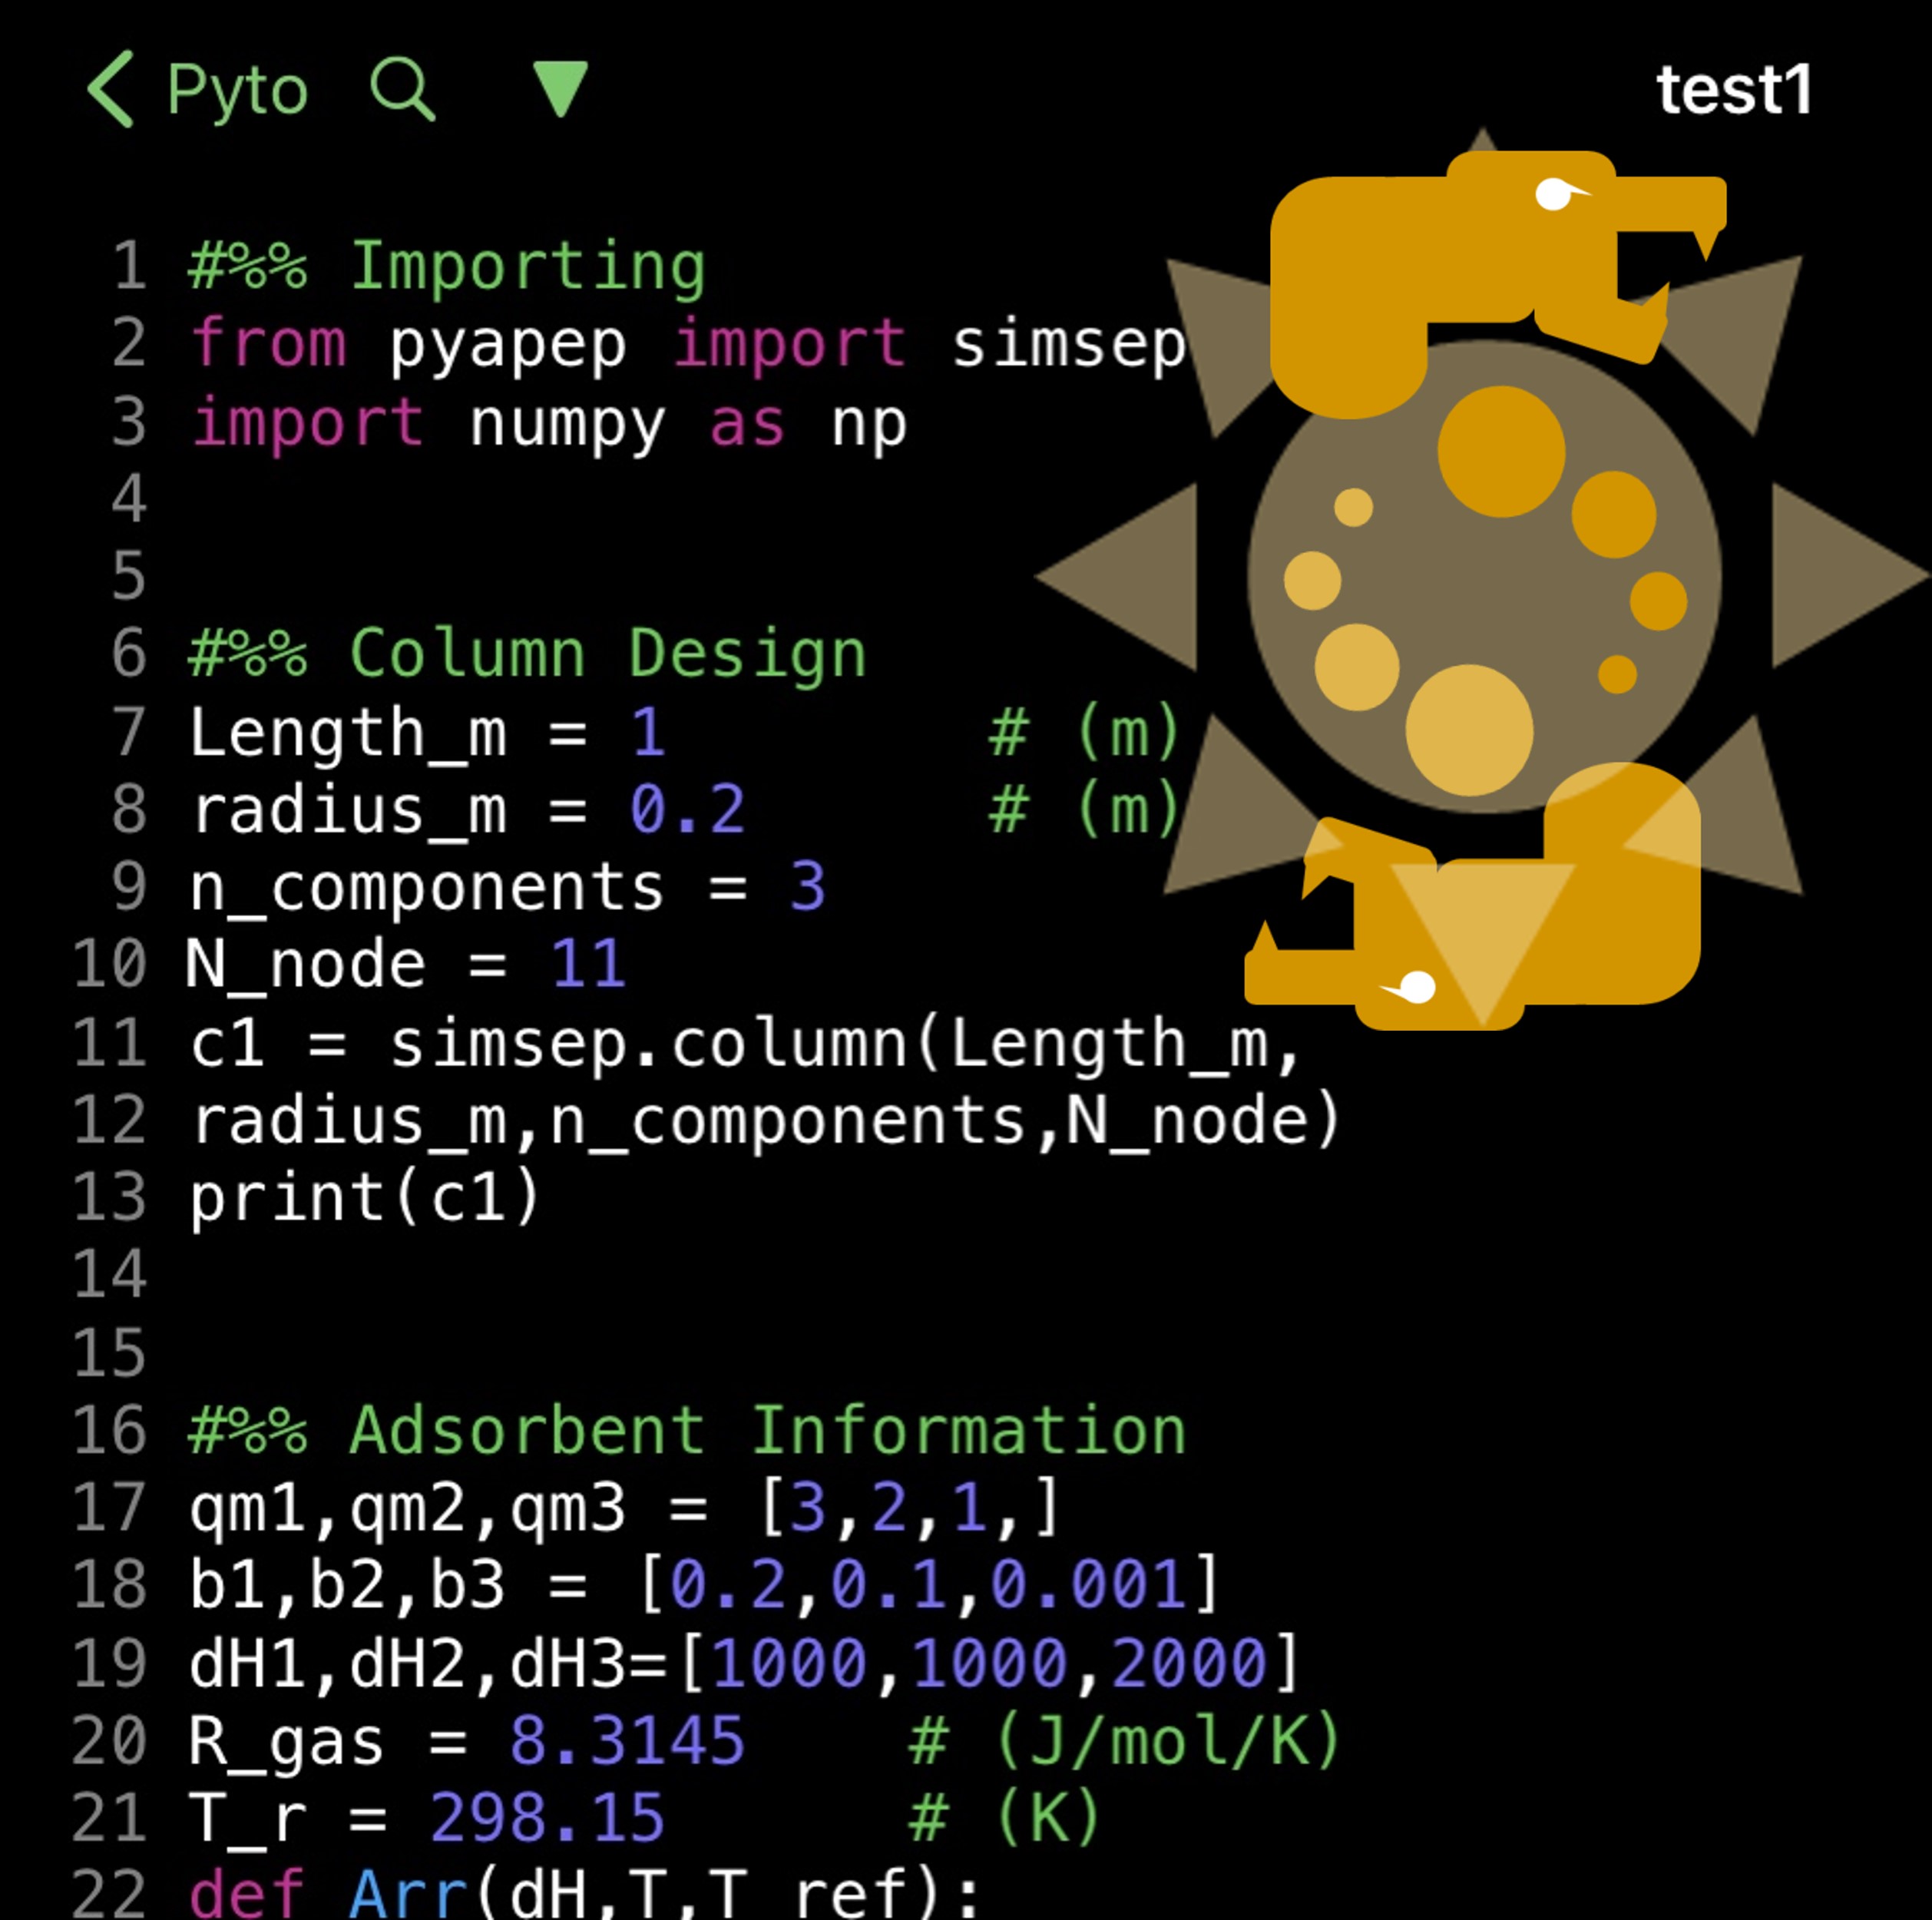 Pyto test1
1 #%% Importing
2 from pyapep import simsep
3 import numpy as np
4
5
6 #%% Column Design
7 Length_m = 1 # (m)
8 radius_m = 0.2 # (m)
9 n_components = 3
10 N_node = 11
11 c1 = simsep.column(Length_m,
12 radius_m,n_components,N_node)
13 print(c1)
14
15
16 #%% Adsorbent Information
17 qm1,qm2,qm3 = [3,2,1,]
18 b1,b2,b3 = [0.2,0.1,0.001]
19 dH1,dH2,dH3=[1000,1000,2000]
20 R_gas = 8.3145 # (J/mol/K)
21 T_r = 298.15 # (K)
22 def Arr(dH,T,T_ref):